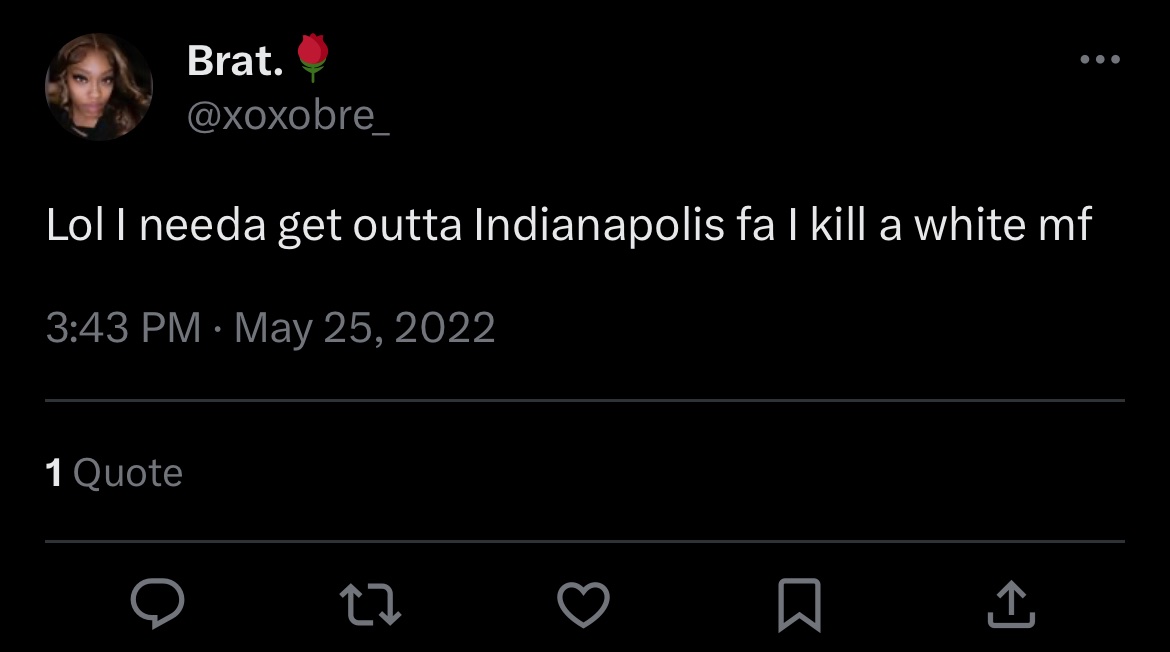 Brat. 🌹
@xoxobre_
Lol I needa get outta Indianapolis fa I kill a white mf
3:43 PM · May 25, 2022
1 Quote